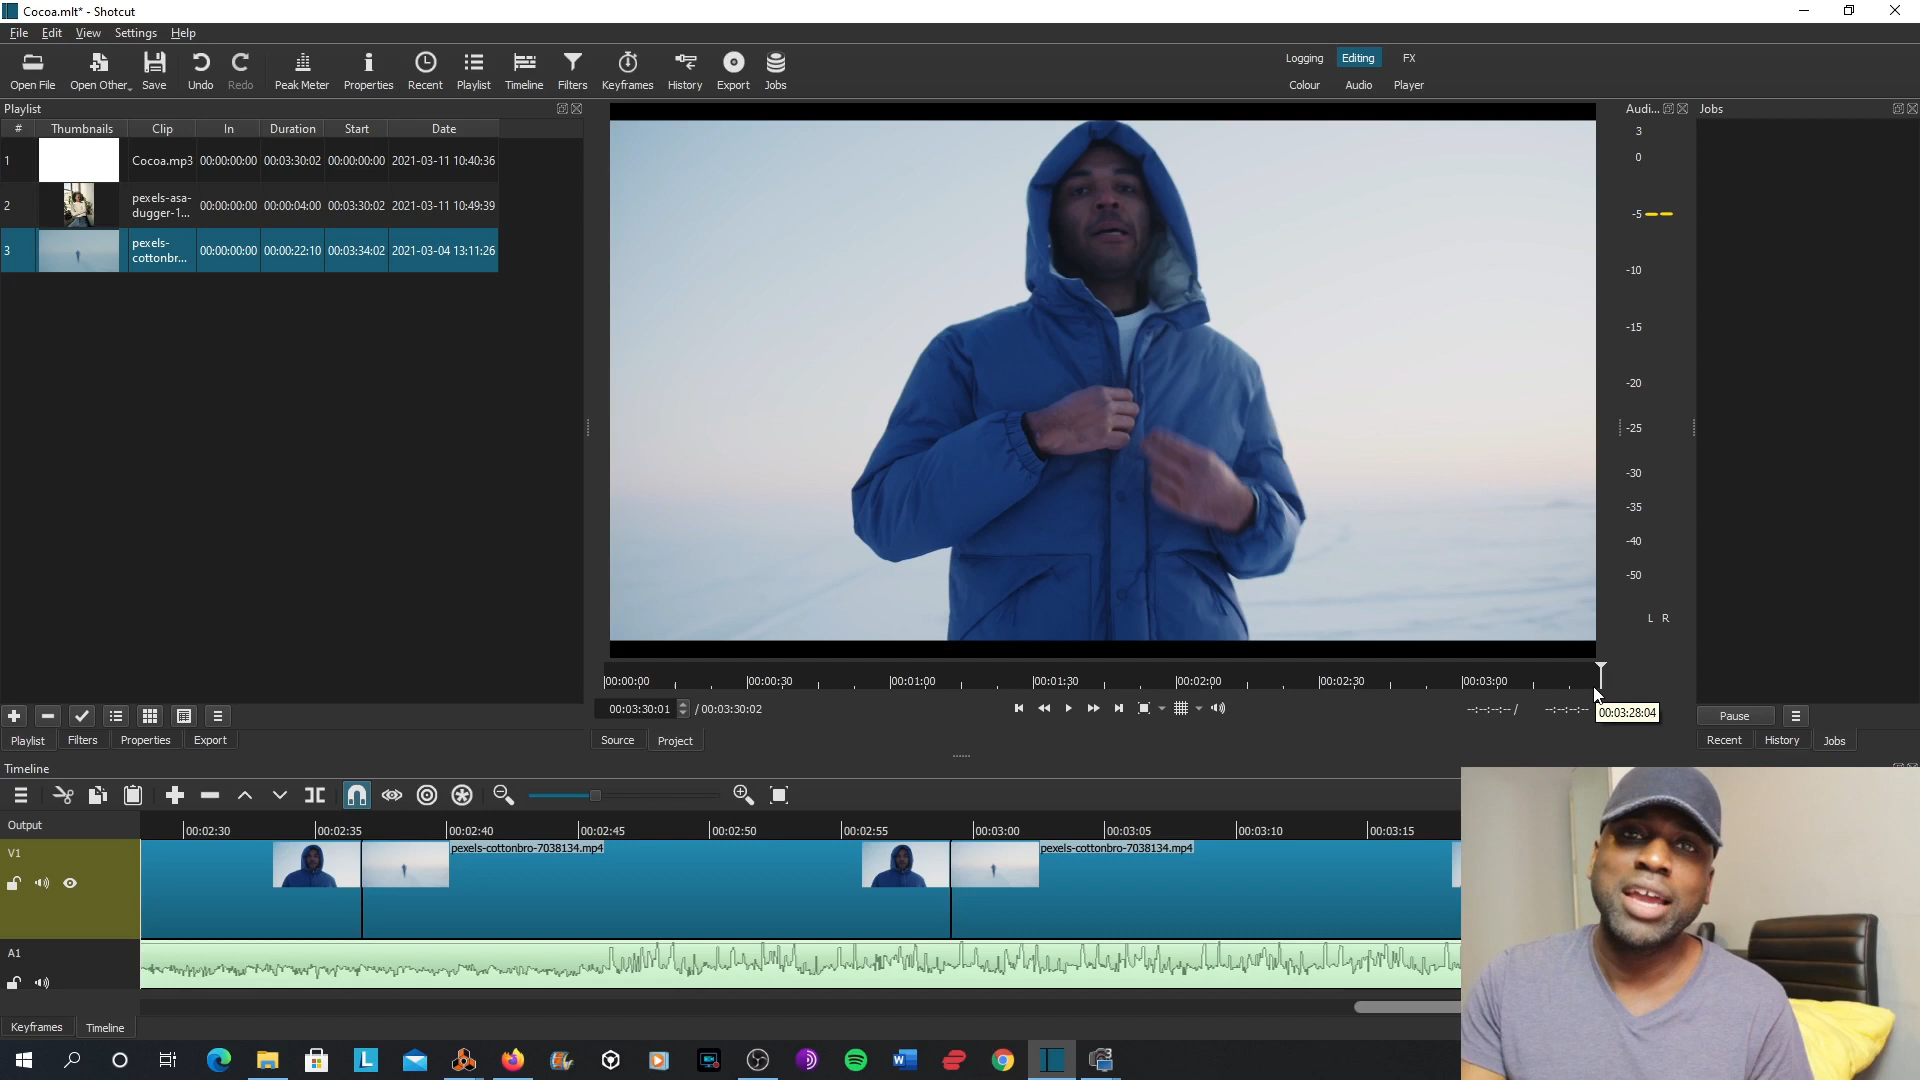 Cocoa.mlt* - Shotcut
File Edit View Settings Help
Open File Open Other... Save Undo Redo Peak Meter Properties Recent Playlist Timeline Filters Keyframes History Export Jobs
Logging Editing FX
Colour Audio Player
Playlist
# Thumbnails Clip In Duration Start Date
1 Cocoa.mp3 00:00:00:00 00:03:30:02 00:00:00:00 2021-03-11 10:40:36
2 pexels-asa-dugger-1... 00:00:00:00 00:00:04:00 00:03:30:02 2021-03-11 10:49:39
3 pexels-cottonbr... 00:00:00:00 00:00:22:10 00:03:34:02 2021-03-04 13:11:26
Audi...
3
0
-5
-10
-15
-20
-25
-30
-35
-40
-50
L R
Jobs
00:00:00 00:00:30 00:01:00 00:01:30 00:02:00 00:02:30 00:03:00
00:03:30:01 / 00:03:30:02
--:--:--:-- / --:--:--:--
00:03:28:04
Pause
Playlist Filters Properties Export
Source Project
Recent History Jobs
Timeline
Output
00:02:30 00:02:35 00:02:40 00:02:45 00:02:50 00:02:55 00:03:00 00:03:05 00:03:10 00:03:15
V1
pexels-cottonbro-7038134.mp4 pexels-cottonbro-7038134.mp4
A1
Keyframes Timeline